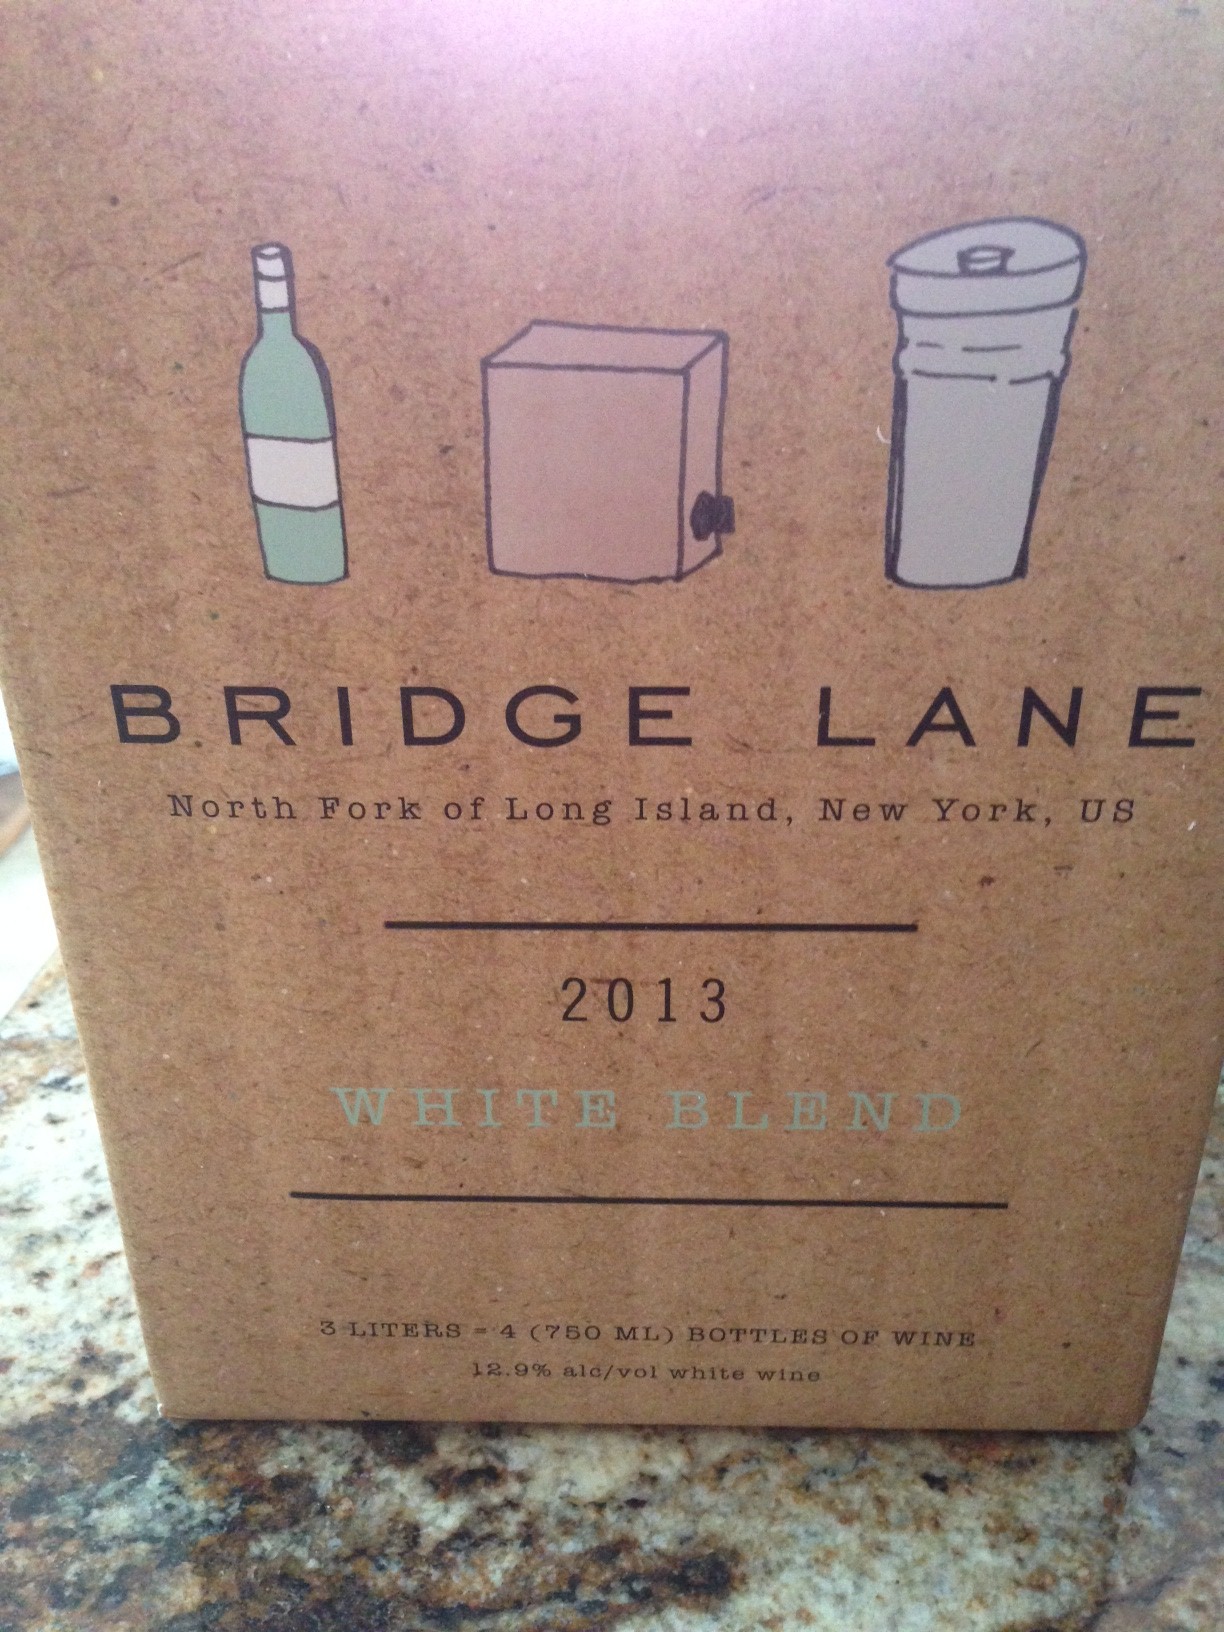 BRIDGE LANE
North Fork of Long Island, New York, US
2013
WHITE BLEND
3 LITERS = 4 (750 ML) BOTTLES OF WINE
12.9% alc/vol white wine